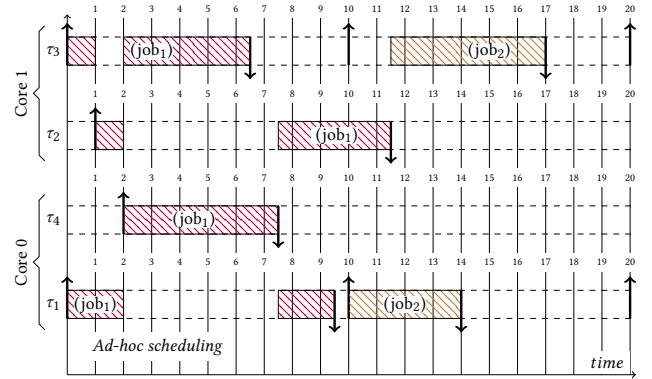 1 2 3 4 5 6 7 8 9 10 11 12 13 14 15 16 17 18 19 20
τ3 (job1) (job2)
Core 1
1 2 3 4 5 6 7 8 9 10 11 12 13 14 15 16 17 18 19 20
τ2 (job1)
1 2 3 4 5 6 7 8 9 10 11 12 13 14 15 16 17 18 19 20
τ4 (job1)
Core 0
1 2 3 4 5 6 7 8 9 10 11 12 13 14 15 16 17 18 19 20
τ1 (job1) (job2)
Ad-hoc scheduling
time